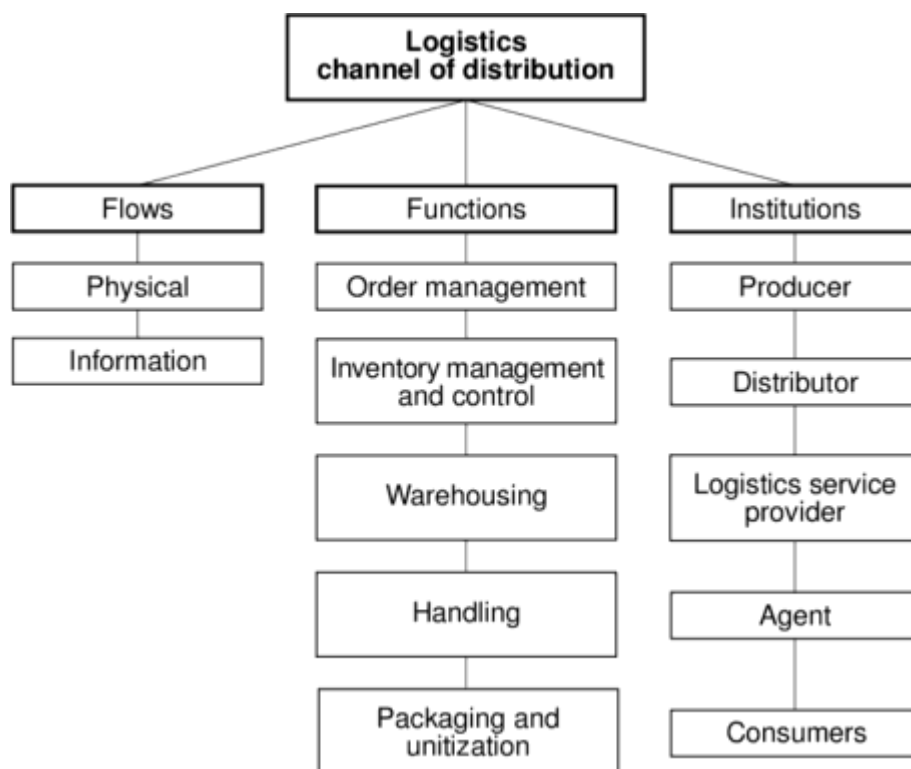 Logistics
channel of distribution
Flows
Functions
Institutions
Physical
Order management
Producer
Information
Inventory management
and control
Distributor
Warehousing
Logistics service
provider
Handling
Agent
Packaging and
unitization
Consumers